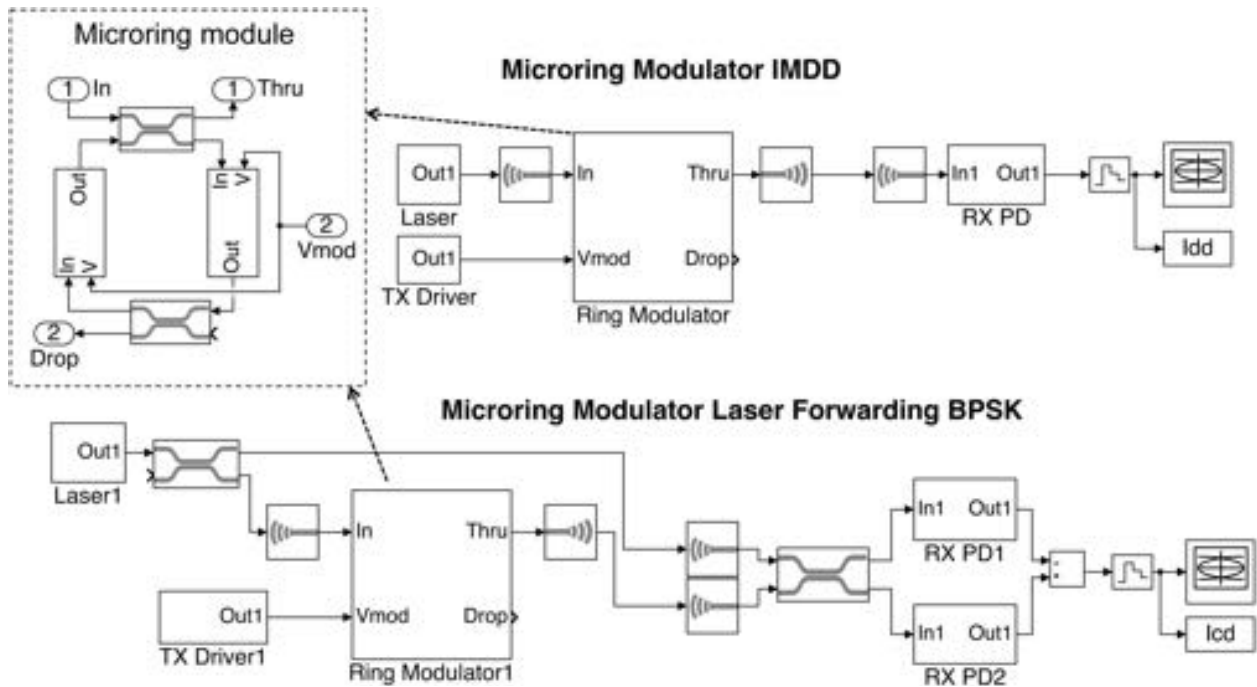 Microring module
1 In
1 Thru
Out
In
V
In
V
Out
2
Vmod
2
Drop
Microring Modulator IMDD
Out1
Laser
Out1
TX Driver
In
Thru
Vmod
Drop
Ring Modulator
In1 Out1
RX PD
Idd
Microring Modulator Laser Forwarding BPSK
Out1
Laser1
In
Thru
Vmod
Drop
Ring Modulator1
Out1
TX Driver1
In1 Out1
RX PD1
In1 Out1
RX PD2
Icd